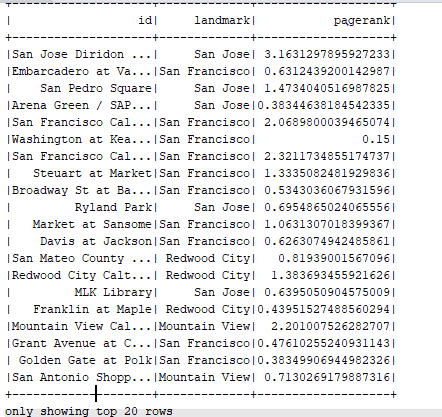 |                  id|     landmark|           pagerank|
+--------------------+-------------+-------------------+
|San Jose Diridon ...|     San Jose| 3.1631297895927233|
|Embarcadero at Va...|San Francisco| 0.6312439200142987|
|    San Pedro Square|     San Jose| 1.4734040516987825|
|Arena Green / SAP...|     San Jose|0.38344638184542335|
|San Francisco Cal...|San Francisco| 2.0689800039465074|
|Washington at Kea...|San Francisco|               0.15|
|San Francisco Cal...|San Francisco| 2.3211734855174737|
|   Steuart at Market|San Francisco| 1.3335082481929836|
|Broadway St at Ba...|San Francisco| 0.5343036067931596|
|         Ryland Park|     San Jose| 0.6954865024065556|
|   Market at Sansome|San Francisco| 1.0631307018399367|
|    Davis at Jackson|San Francisco| 0.6263074942485861|
|San Mateo County ...| Redwood City|   0.81939001567096|
|Redwood City Calt...| Redwood City|  1.383693455921626|
|         MLK Library|     San Jose| 0.6395050904575009|
|   Franklin at Maple| Redwood City|0.43951527488560294|
|Mountain View Cal...|Mountain View|  2.201007526282707|
|Grant Avenue at C...|San Francisco|0.47610255240931143|
| Golden Gate at Polk|San Francisco|0.38349906944982326|
|San Antonio Shopp...|Mountain View| 0.7130269179887316|
+--------------------+-------------+-------------------+
only showing top 20 rows